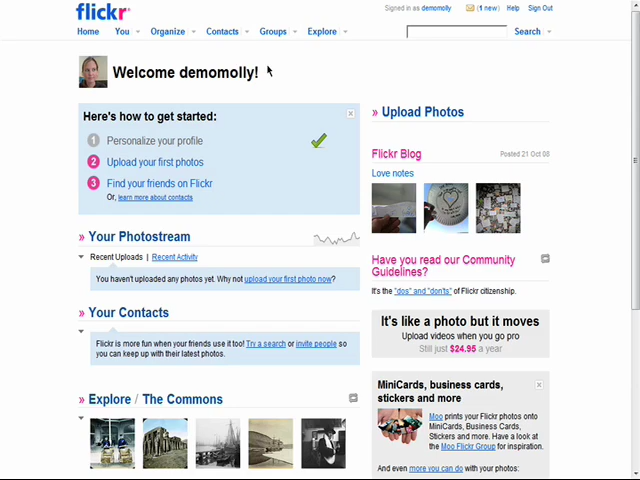 flickr
Signed in as demomolly (1 new) Help Sign Out
Home You Organize Contacts Groups Explore Search
Welcome demomolly!
Here's how to get started:
1 Personalize your profile
2 Upload your first photos
3 Find your friends on Flickr
Or, learn more about contacts
» Your Photostream
Recent Uploads | Recent Activity
You haven't uploaded any photos yet. Why not upload your first photo now?
» Your Contacts
Flickr is more fun when your friends use it too! Try a search or invite people so
you can keep up with their latest photos.
» Explore / The Commons
» Upload Photos
Flickr Blog Posted 21 Oct 08
Love notes
Have you read our Community
Guidelines?
It's the "dos" and "don'ts" of Flickr citizenship.
It's like a photo but it moves
Upload videos when you go pro
Still just $24.95 a year
MiniCards, business cards,
stickers and more
Moo prints your Flickr photos onto
MiniCards, Business Cards,
Stickers and more. Have a look at
the Moo Flickr Group for inspiration.
And even more you can do with your photos: